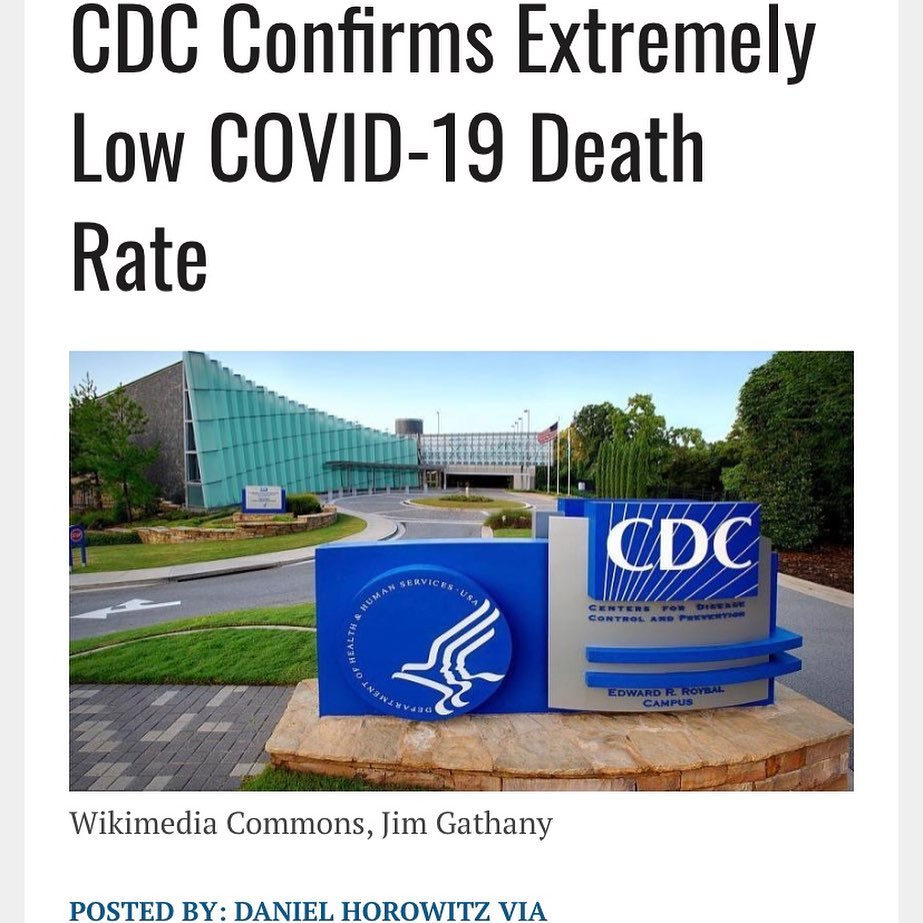 CDC Confirms Extremely
Low COVID-19 Death
Rate
CDC
CENTERS FOR DISEASE
CONTROL AND PREVENTION
DEPARTMENT OF HEALTH & HUMAN SERVICES · USA
EDWARD R. ROYBAL
CAMPUS
Wikimedia Commons, Jim Gathany
POSTED BY: DANIEL HOROWITZ VIA